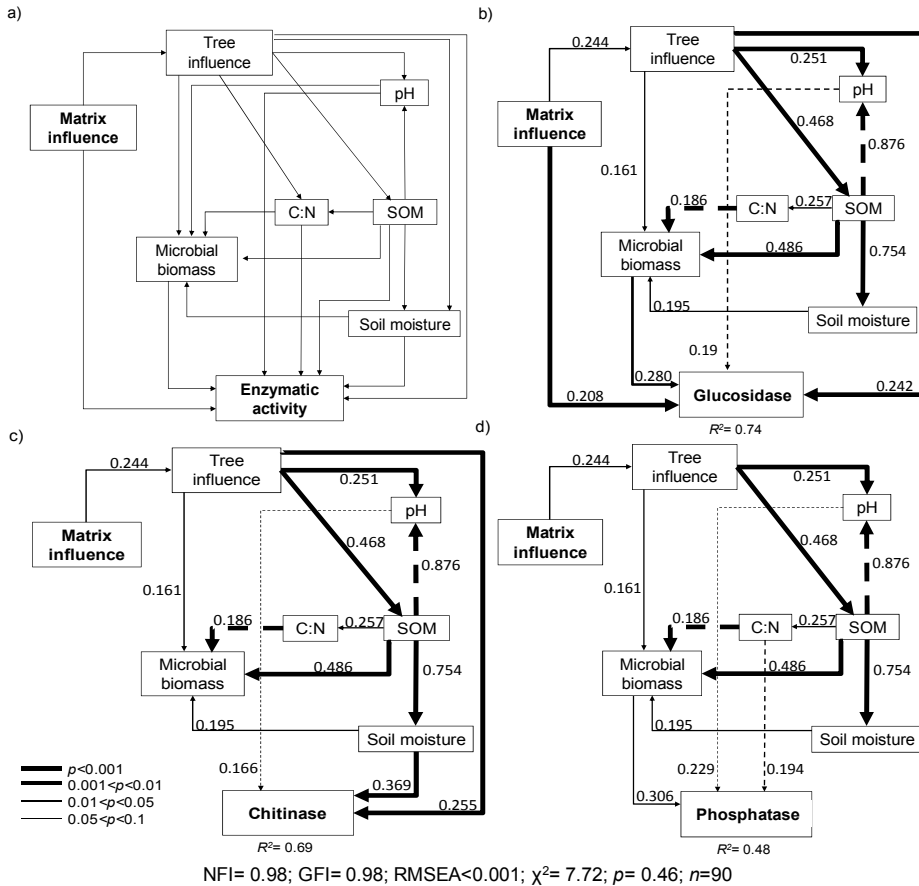 a)
Tree
influence
pH
Matrix
influence
C:N
SOM
Microbial
biomass
Soil moisture
Enzymatic
activity
b)
0.244
Tree
influence
0.251
pH
Matrix
influence
0.468
0.876
0.161
0.186
C:N
0.257
SOM
Microbial
biomass
0.486
0.754
0.195
Soil moisture
0.19
0.280
0.208
Glucosidase
0.242
R²= 0.74
c)
0.244
Tree
influence
0.251
pH
Matrix
influence
0.468
0.876
0.161
0.186
C:N
0.257
SOM
Microbial
biomass
0.486
0.754
0.195
Soil moisture
0.166
0.369
Chitinase
0.255
R²= 0.69
d)
0.244
Tree
influence
0.251
pH
Matrix
influence
0.468
0.876
0.161
0.186
C:N
0.257
SOM
Microbial
biomass
0.486
0.754
0.195
Soil moisture
0.229
0.194
0.306
Phosphatase
R²= 0.48
p<0.001
0.001<p<0.01
0.01<p<0.05
0.05<p<0.1
NFI= 0.98; GFI= 0.98; RMSEA<0.001; χ²= 7.72; p= 0.46; n=90